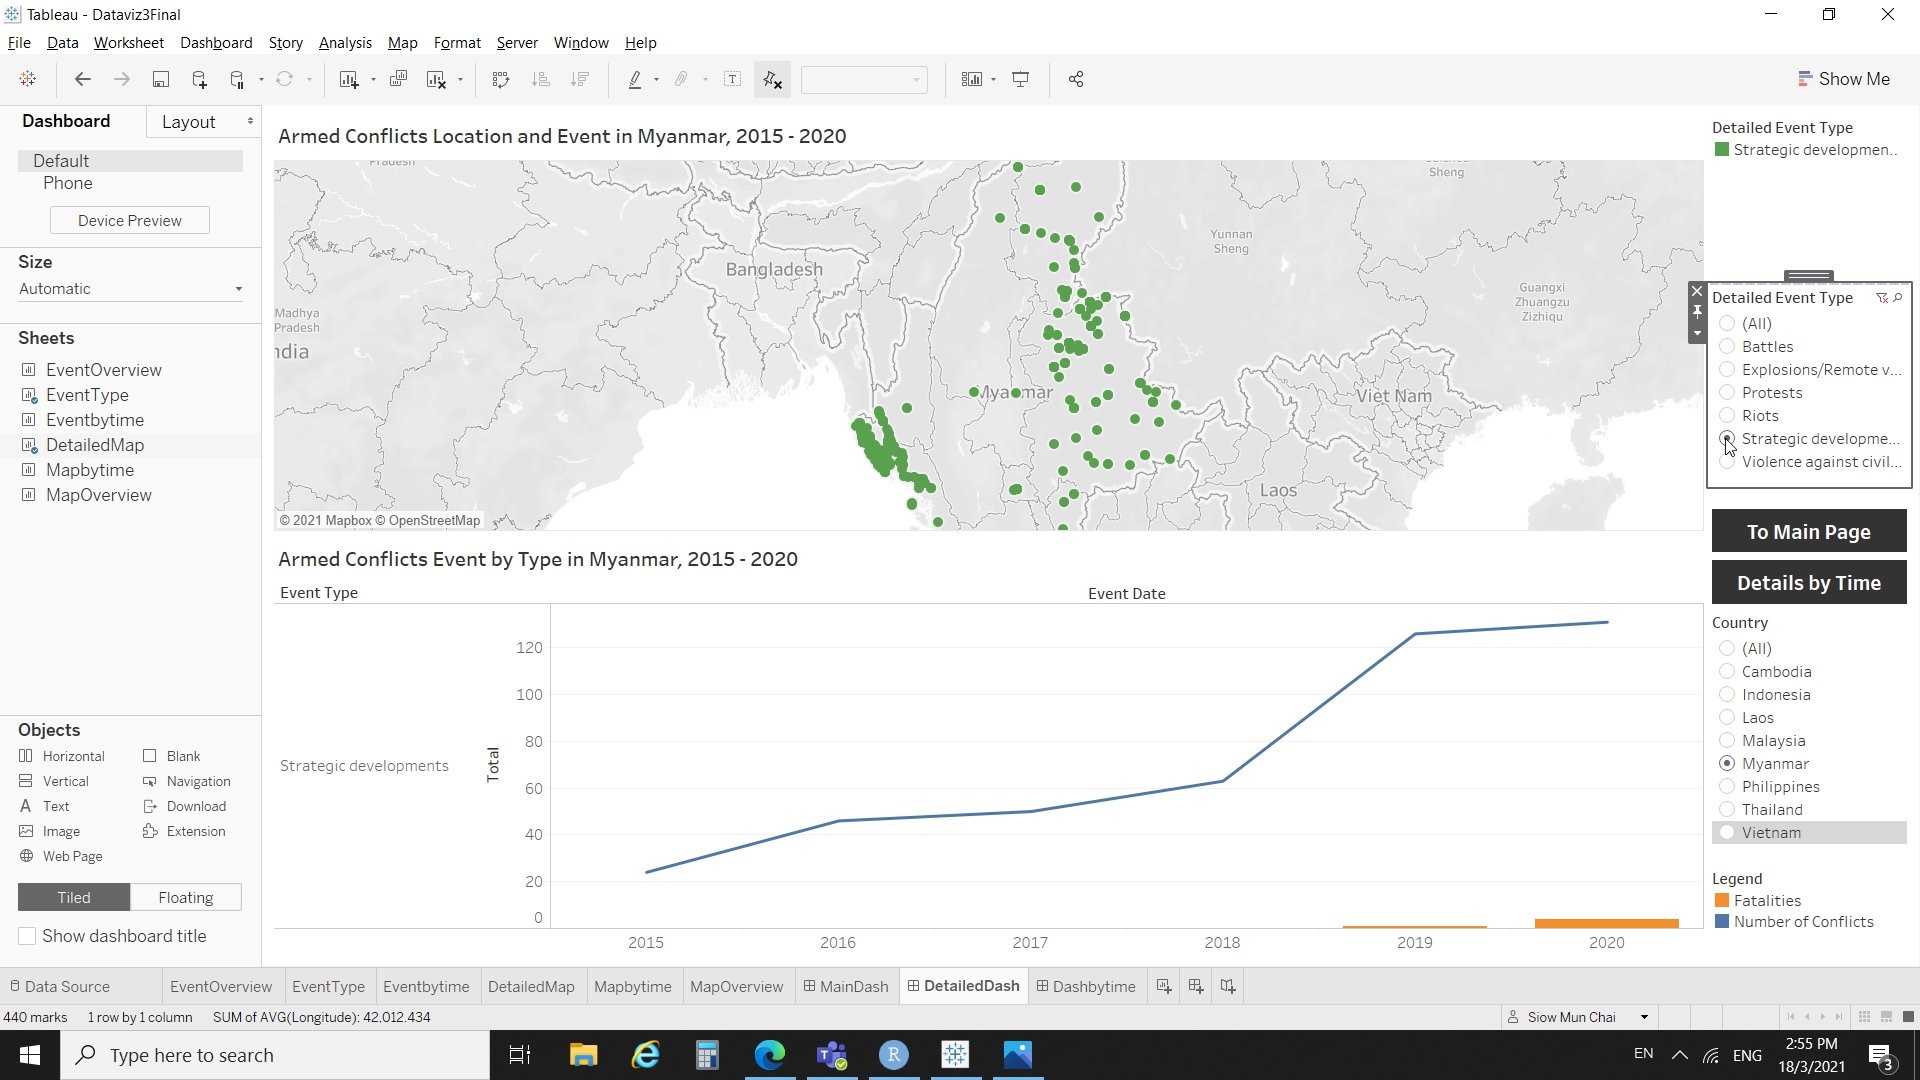 Tableau - Dataviz3Final
File Data Worksheet Dashboard Story Analysis Map Format Server Window Help
Show Me
Dashboard Layout
Default
Phone
Device Preview
Size
Automatic
Sheets
EventOverview
EventType
Eventbytime
DetailedMap
Mapbytime
MapOverview
Objects
Horizontal Blank
Vertical Navigation
Text Download
Image Extension
Web Page
Tiled Floating
Show dashboard title
Armed Conflicts Location and Event in Myanmar, 2015 - 2020
Pradesh
Sheng
Yunnan
Sheng
Bangladesh
Guangxi
Zhuangzu
Zizhiqu
Madhya
Pradesh
ndia
Myanmar
Viet Nam
Laos
© 2021 Mapbox © OpenStreetMap
Armed Conflicts Event by Type in Myanmar, 2015 - 2020
Event Type Event Date
120
100
80
60
40
20
0
Total
Strategic developments
2015 2016 2017 2018 2019 2020
Detailed Event Type
Strategic developmen..
Detailed Event Type
(All)
Battles
Explosions/Remote v...
Protests
Riots
Strategic developme...
Violence against civil...
To Main Page
Details by Time
Country
(All)
Cambodia
Indonesia
Laos
Malaysia
Myanmar
Philippines
Thailand
Vietnam
Legend
Fatalities
Number of Conflicts
Data Source EventOverview EventType Eventbytime DetailedMap Mapbytime MapOverview MainDash DetailedDash Dashbytime
440 marks 1 row by 1 column SUM of AVG(Longitude): 42,012.434 Siow Mun Chai
Type here to search
EN ENG
2:55 PM
18/3/2021
3